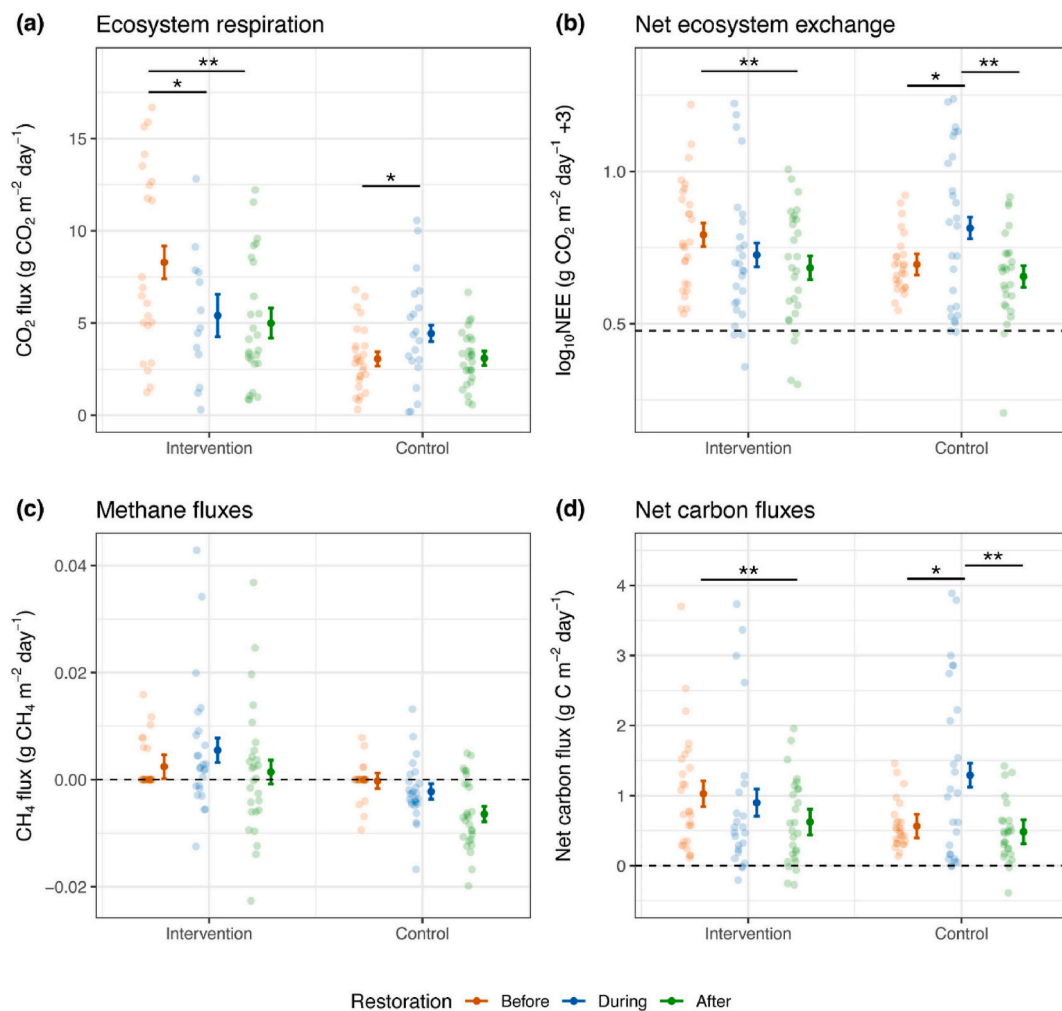 (a) Ecosystem respiration
CO₂ flux (g CO₂ m⁻² day⁻¹)
15
10
5
0
**
*
*
Intervention Control
(b) Net ecosystem exchange
log₁₀NEE (g CO₂ m⁻² day⁻¹ +3)
1.0
0.5
**
*
**
Intervention Control
(c) Methane fluxes
CH₄ flux (g CH₄ m⁻² day⁻¹)
0.04
0.02
0.00
−0.02
Intervention Control
(d) Net carbon fluxes
Net carbon flux (g C m⁻² day⁻¹)
4
3
2
1
0
**
*
**
Intervention Control
Restoration Before During After